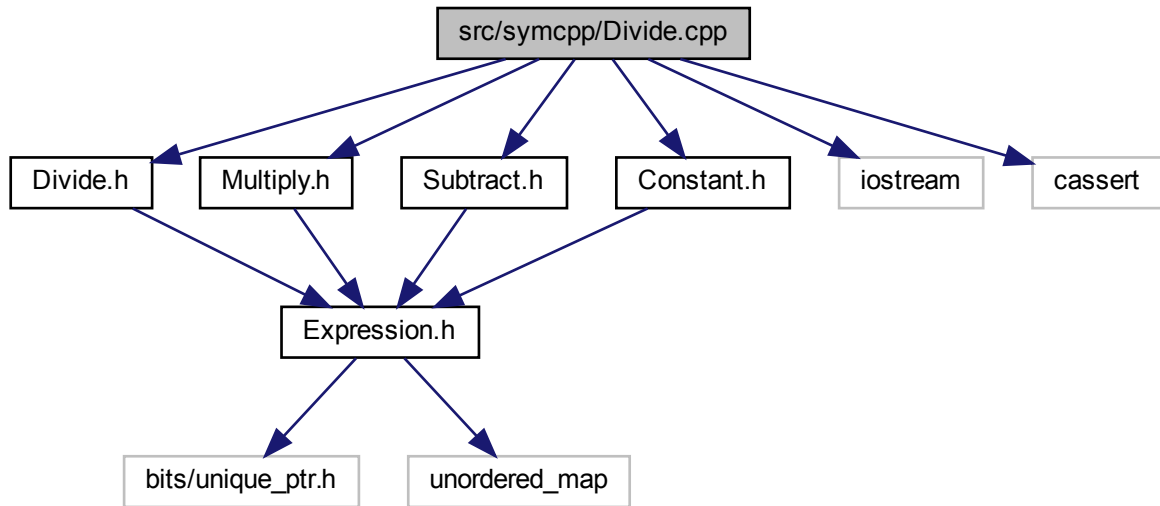 src/symcpp/Divide.cpp
Divide.h
Multiply.h
Subtract.h
Constant.h
iostream
cassert
Expression.h
bits/unique_ptr.h
unordered_map